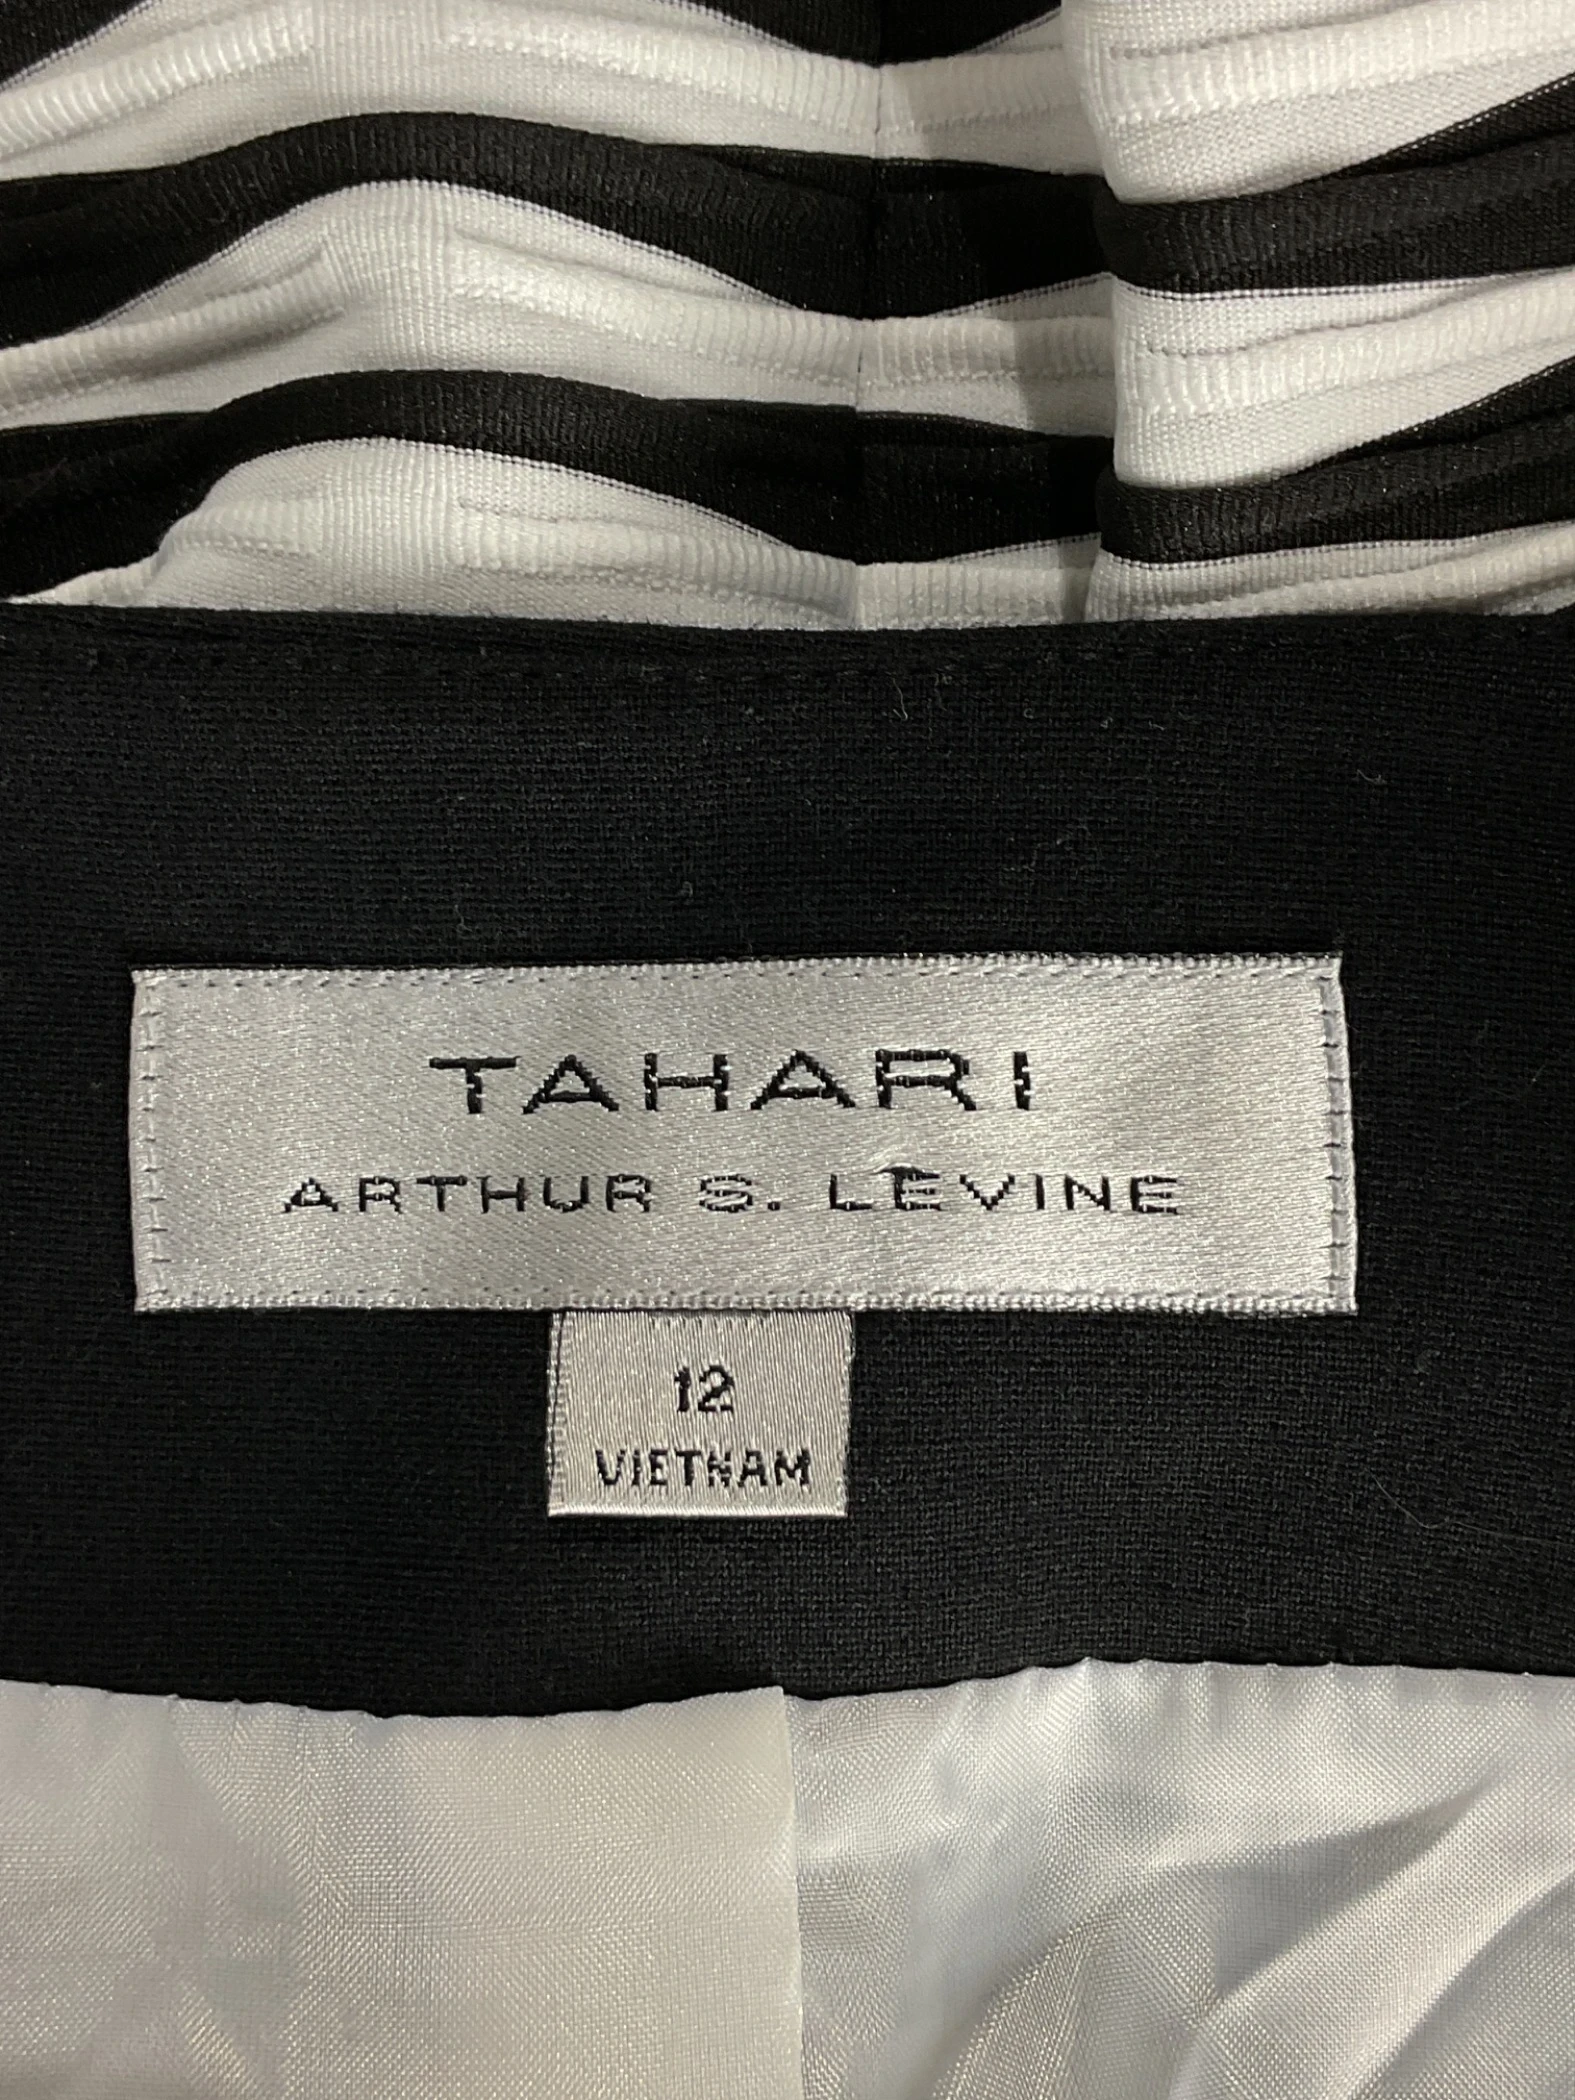 TAHARI
ARTHUR S. LEVINE
12
VIETNAM